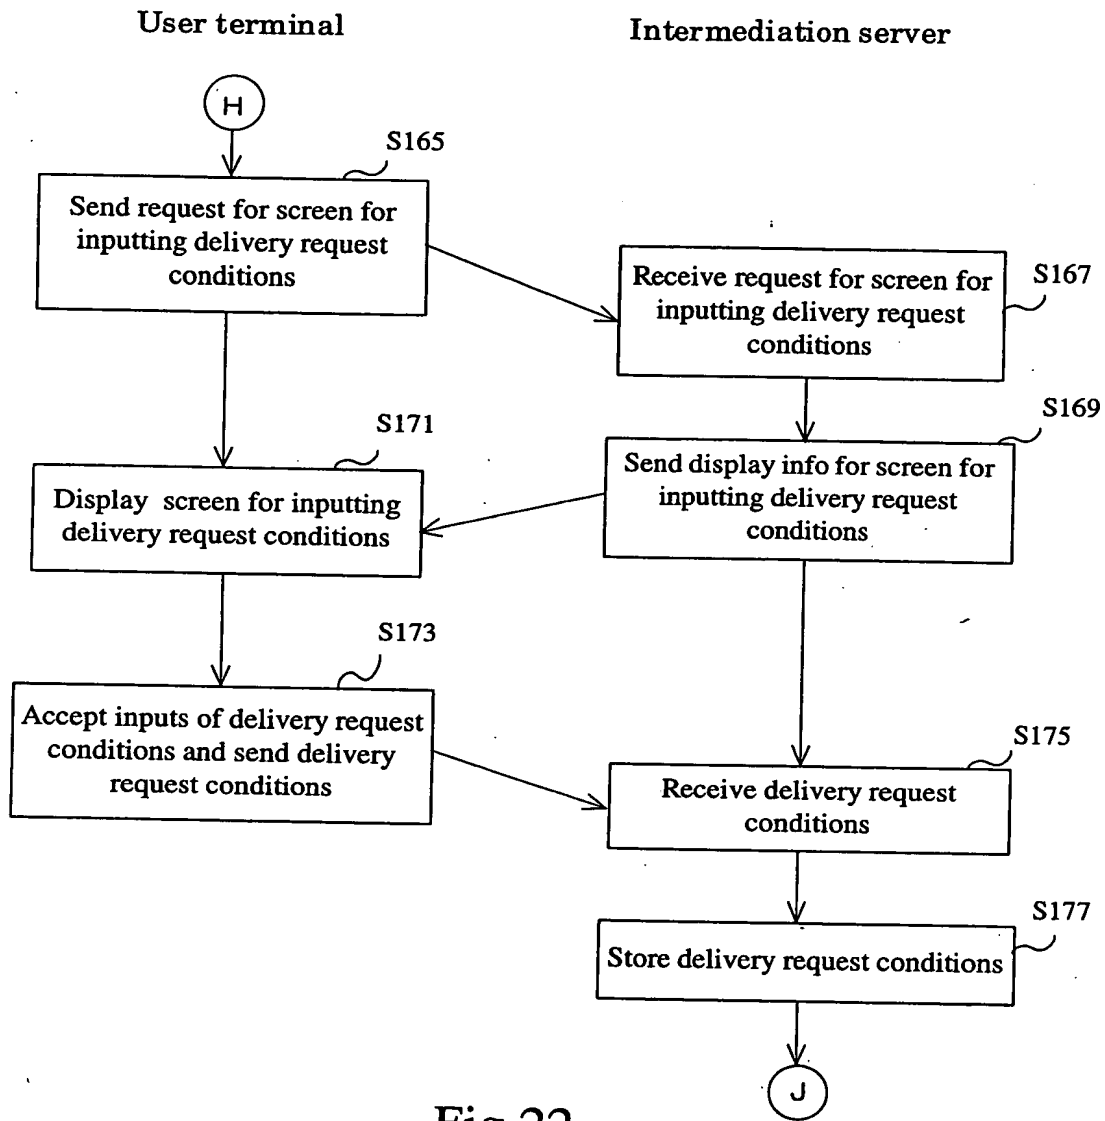 User terminal
Intermediation server
H
S165
Send request for screen for
inputting delivery request
conditions
Receive request for screen for
inputting delivery request
conditions
S167
S169
Send display info for screen for
inputting delivery request
conditions
S171
Display screen for inputting
delivery request conditions
S173
Accept inputs of delivery request
conditions and send delivery
request conditions
S175
Receive delivery request
conditions
S177
Store delivery request conditions
J
Fig.22